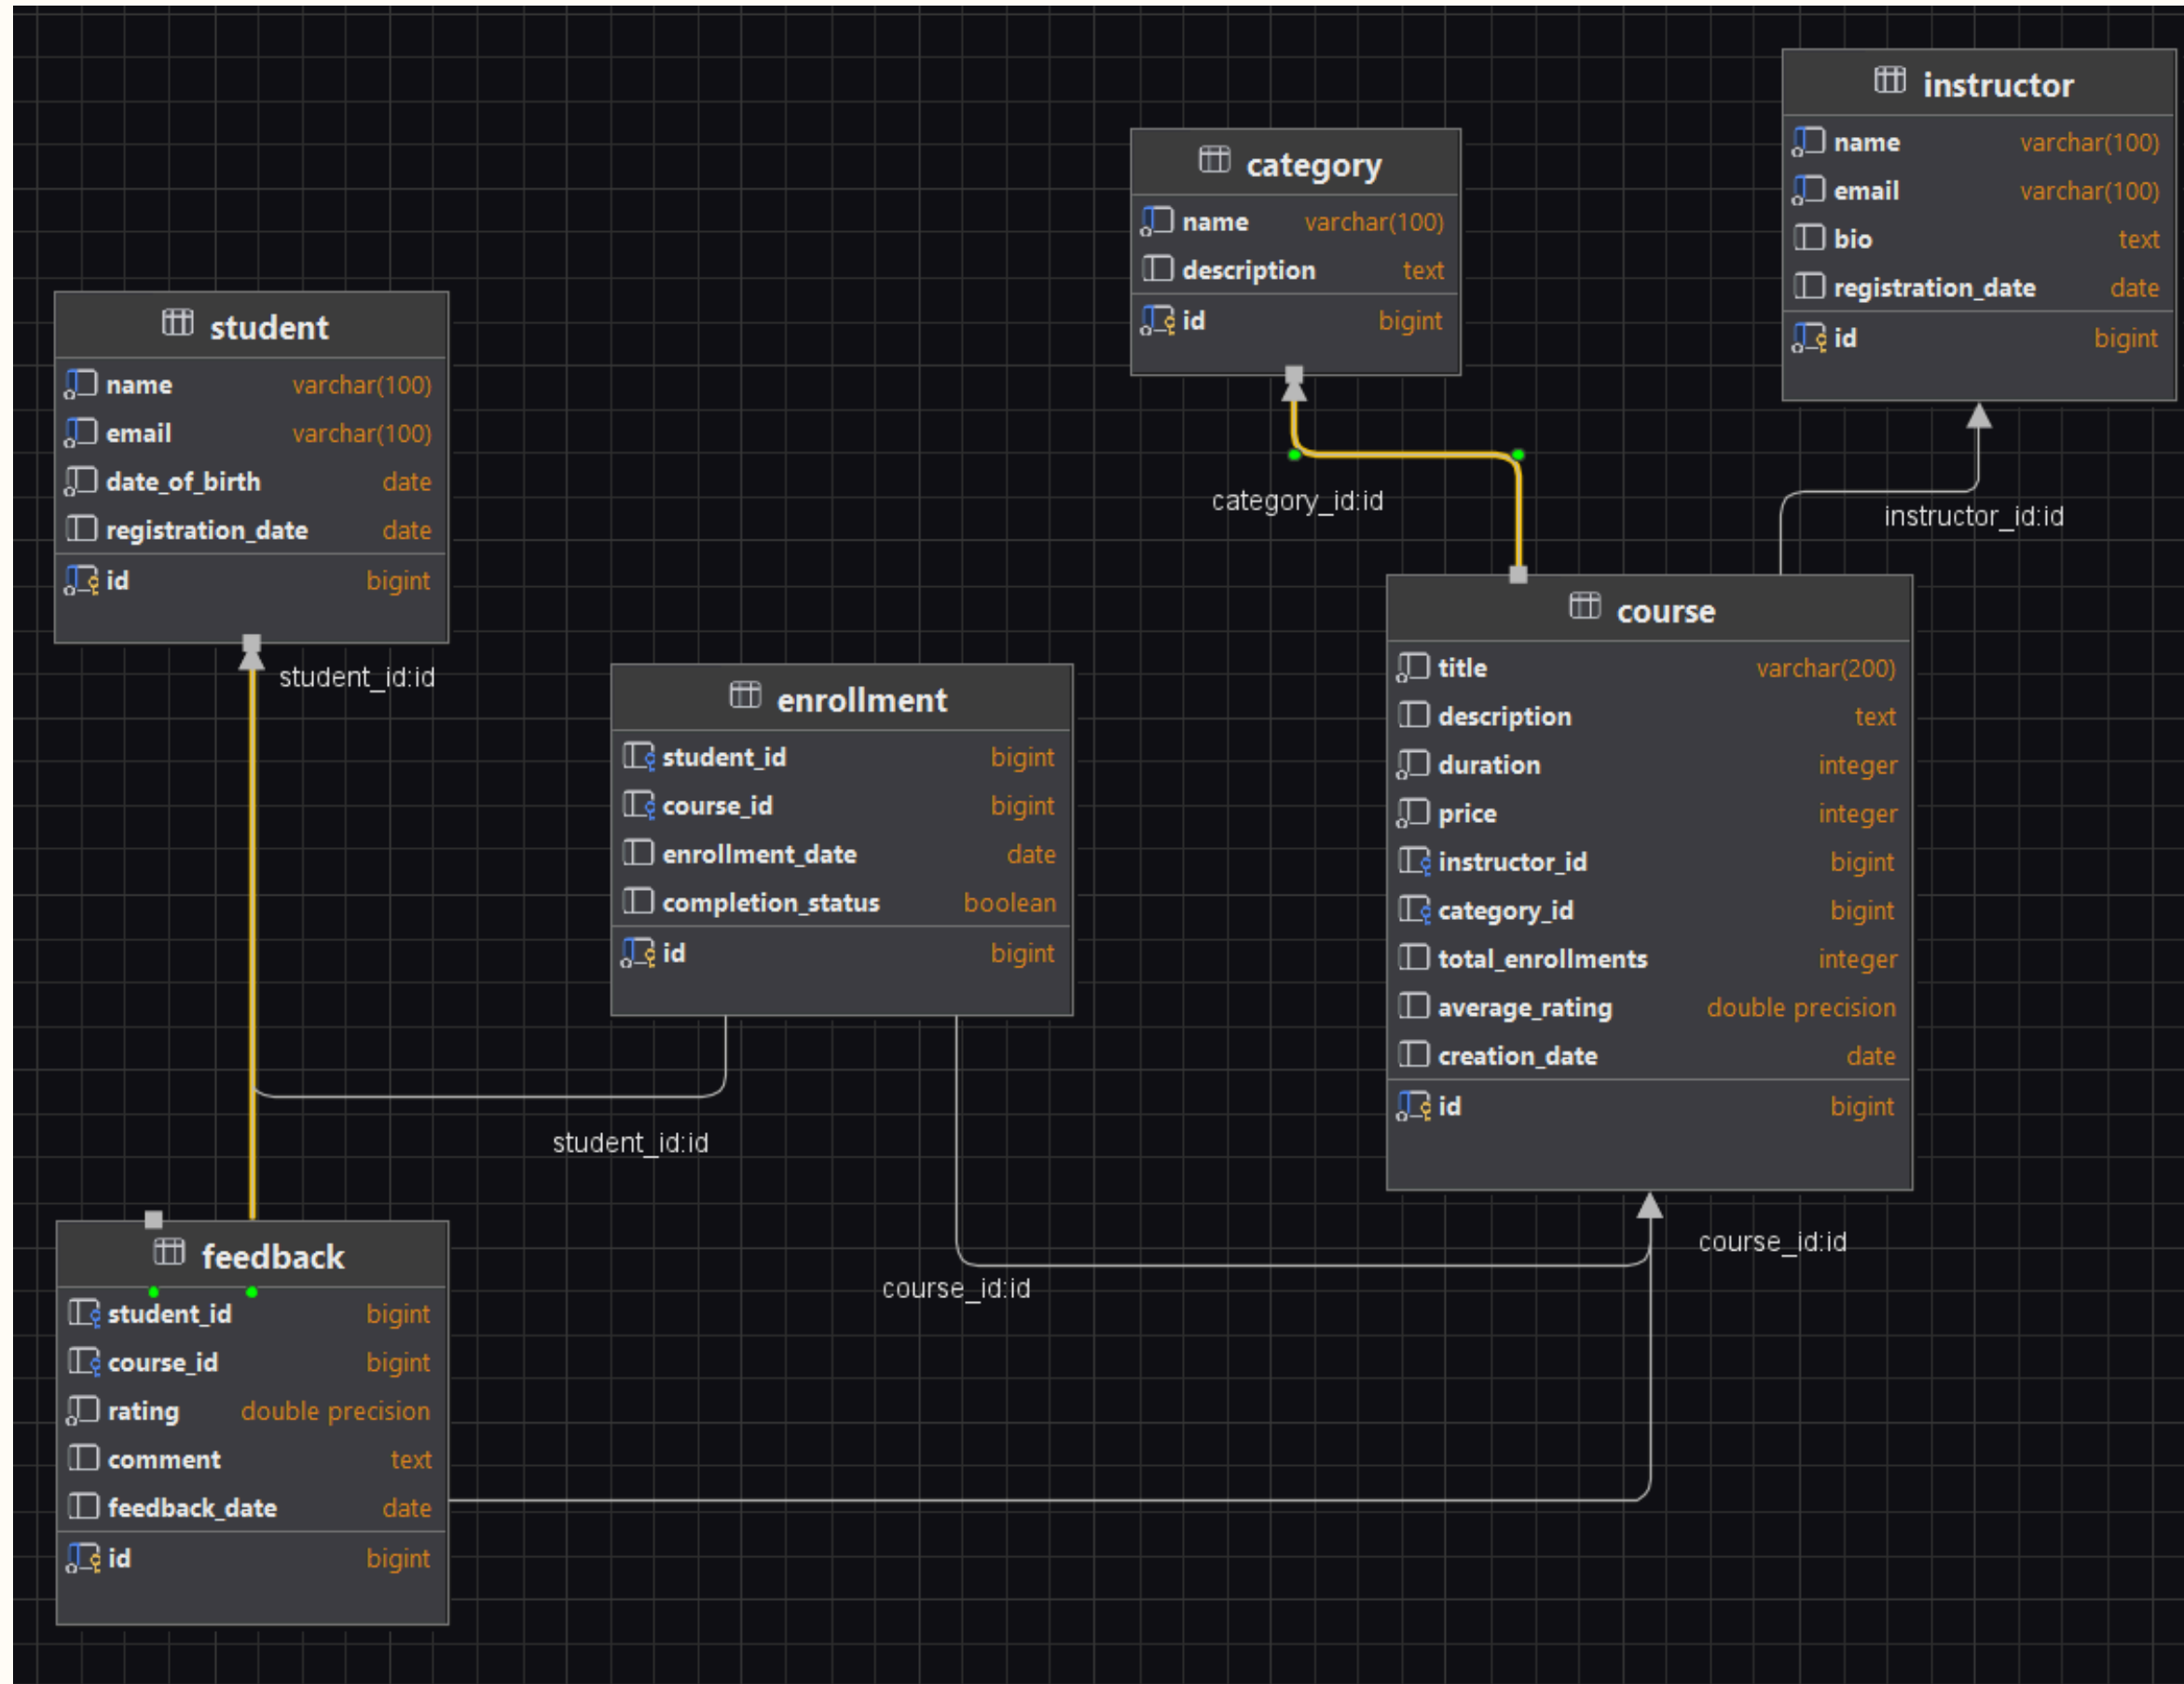 instructor
name varchar(100)
email varchar(100)
bio text
registration_date date
id bigint
category
name varchar(100)
description text
id bigint
student
name varchar(100)
email varchar(100)
date_of_birth date
registration_date date
id bigint
category_id:id
instructor_id:id
student_id:id
enrollment
student_id bigint
course_id bigint
enrollment_date date
completion_status boolean
id bigint
course
title varchar(200)
description text
duration integer
price integer
instructor_id bigint
category_id bigint
total_enrollments integer
average_rating double precision
creation_date date
id bigint
student_id:id
course_id:id
course_id:id
feedback
student_id bigint
course_id bigint
rating double precision
comment text
feedback_date date
id bigint